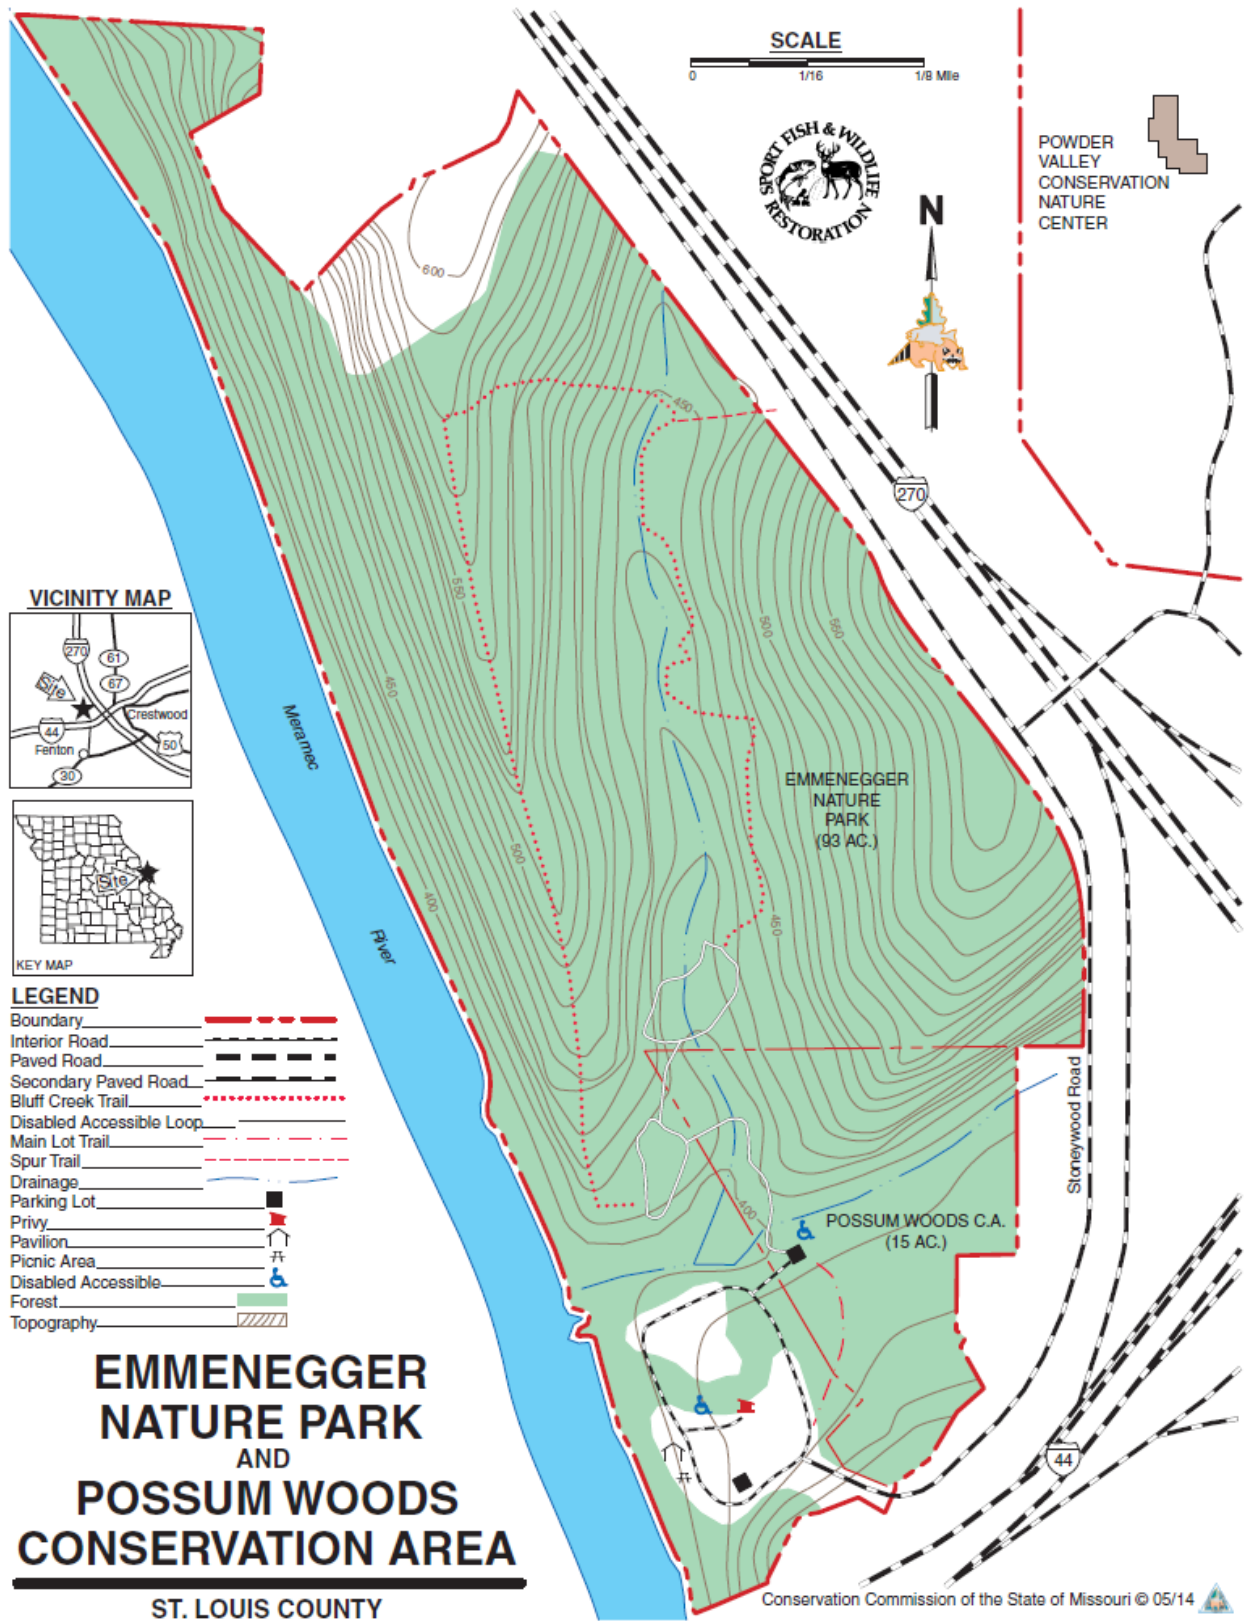 SCALE
0 1/16 1/8 Mile
SPORT FISH & WILDLIFE
RESTORATION
N
POWDER
VALLEY
CONSERVATION
NATURE
CENTER
600
450
270
550
500
550
450
Meramec
River
EMMENEGGER
NATURE
PARK
(93 AC.)
500
400
450
VICINITY MAP
270
61
67
Site
Crestwood
44
Fenton
50
30
Site
KEY MAP
LEGEND
Boundary
Interior Road
Paved Road
Secondary Paved Road
Bluff Creek Trail
Disabled Accessible Loop
Main Lot Trail
Spur Trail
Drainage
Parking Lot
Privy
Pavilion
Picnic Area
Disabled Accessible
Forest
Topography
Stoneywood Road
400
POSSUM WOODS C.A.
(15 AC.)
44
EMMENEGGER
NATURE PARK
AND
POSSUM WOODS
CONSERVATION AREA
ST. LOUIS COUNTY
Conservation Commission of the State of Missouri © 05/14